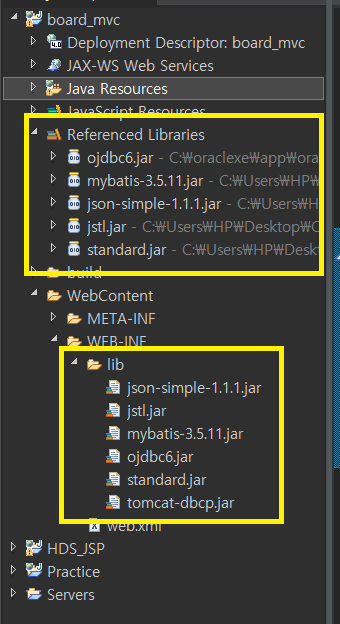 board_mvc
Deployment Descriptor: board_mvc
JAX-WS Web Services
Java Resources
JavaScript Resources
Referenced Libraries
ojdbc6.jar - C:₩oraclexe₩app₩ora
mybatis-3.5.11.jar - C:₩Users₩HP₩
json-simple-1.1.1.jar - C:₩Users₩
jstl.jar - C:₩Users₩HP₩Desktop₩C
standard.jar - C:₩Users₩HP₩Deskt
build
WebContent
META-INF
WEB-INF
lib
json-simple-1.1.1.jar
jstl.jar
mybatis-3.5.11.jar
ojdbc6.jar
standard.jar
tomcat-dbcp.jar
web.xml
HDS_JSP
Practice
Servers